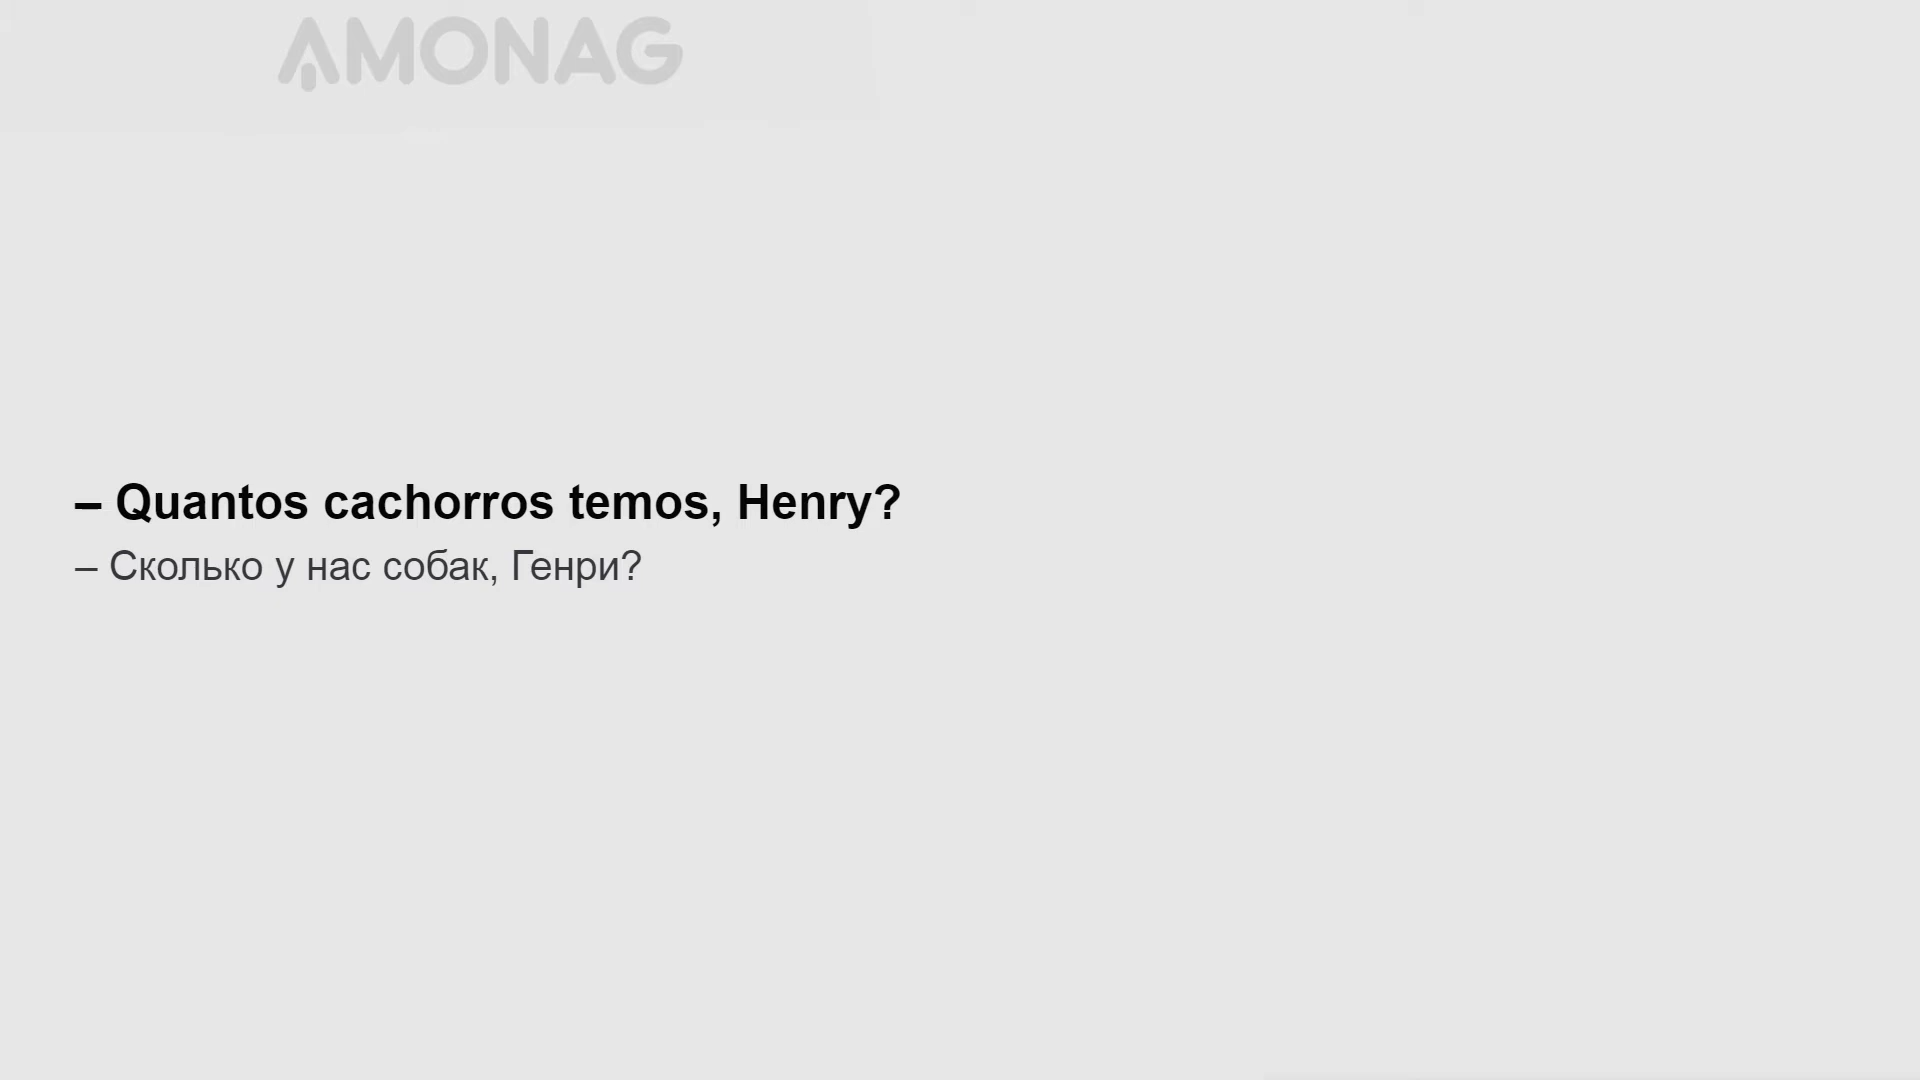 AMONAG
– Quantos cachorros temos, Henry?
– Сколько у нас собак, Генри?